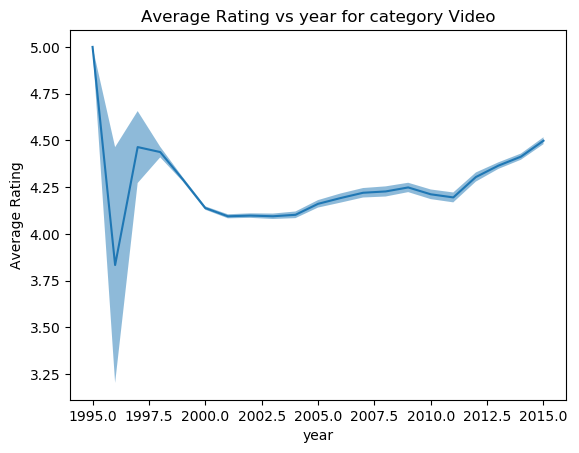 Average Rating vs year for category Video
5.00
4.75
4.50
4.25
4.00
3.75
3.50
3.25
Average Rating
1995.0 1997.5 2000.0 2002.5 2005.0 2007.5 2010.0 2012.5 2015.0
year